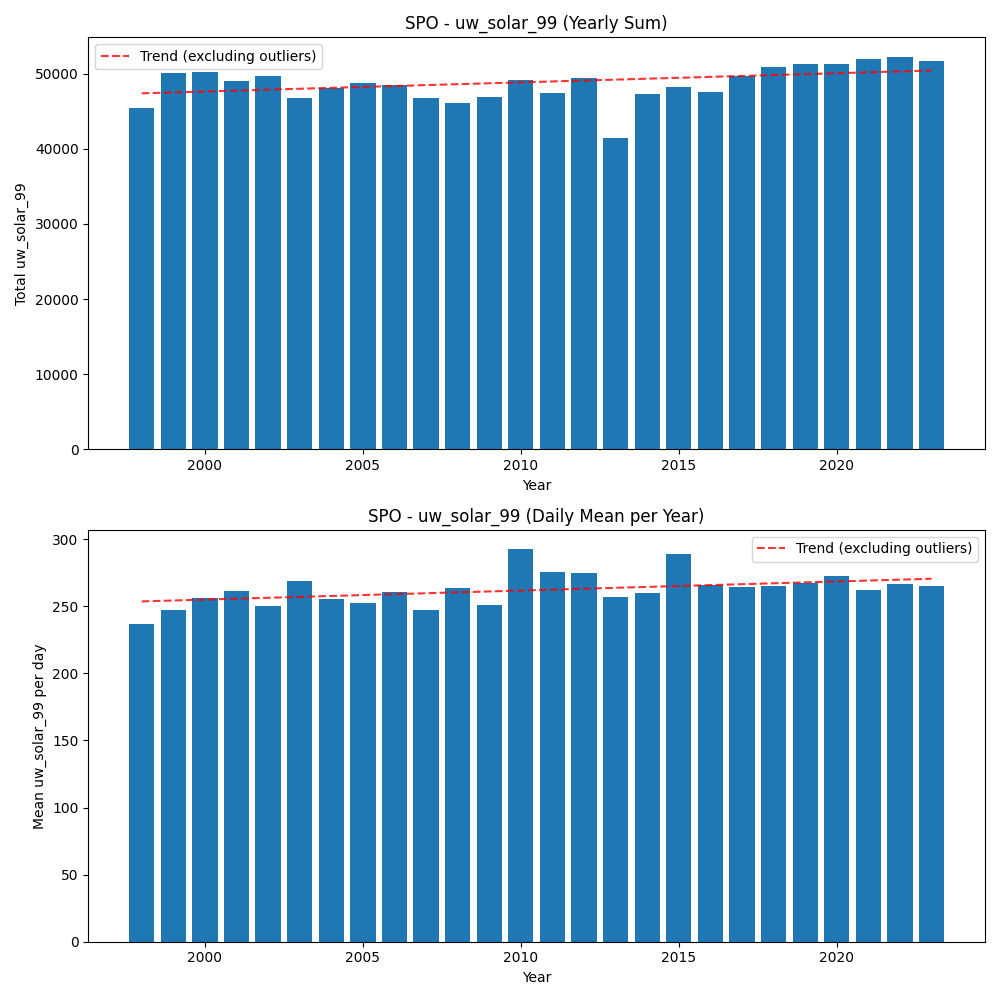 SPO - uw_solar_99 (Yearly Sum)
Trend (excluding outliers)
50000
40000
30000
20000
10000
0
Total uw_solar_99
2000 2005 2010 2015 2020
Year
SPO - uw_solar_99 (Daily Mean per Year)
Trend (excluding outliers)
300
250
200
150
100
50
0
Mean uw_solar_99 per day
2000 2005 2010 2015 2020
Year